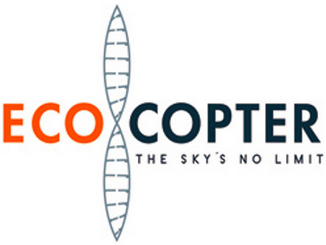 ECO COPTER
THE SKY'S NO LIMIT